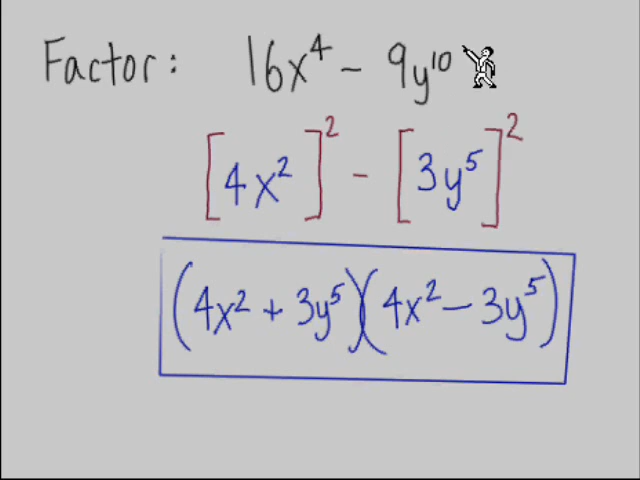 Factor: 16x⁴ - 9y¹⁰
[4x²]² - [3y⁵]²
(4x² + 3y⁵)(4x² - 3y⁵)